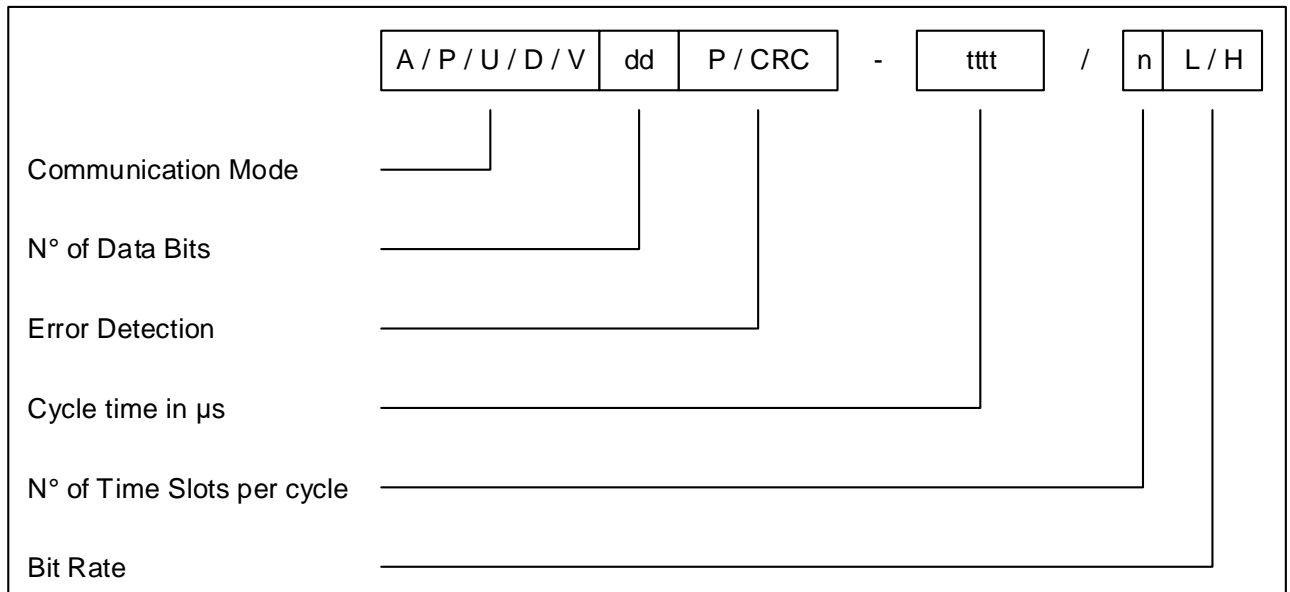 A / P / U / D / V dd P / CRC - tttt / n L / H
Communication Mode
N° of Data Bits
Error Detection
Cycle time in µs
N° of Time Slots per cycle
Bit Rate